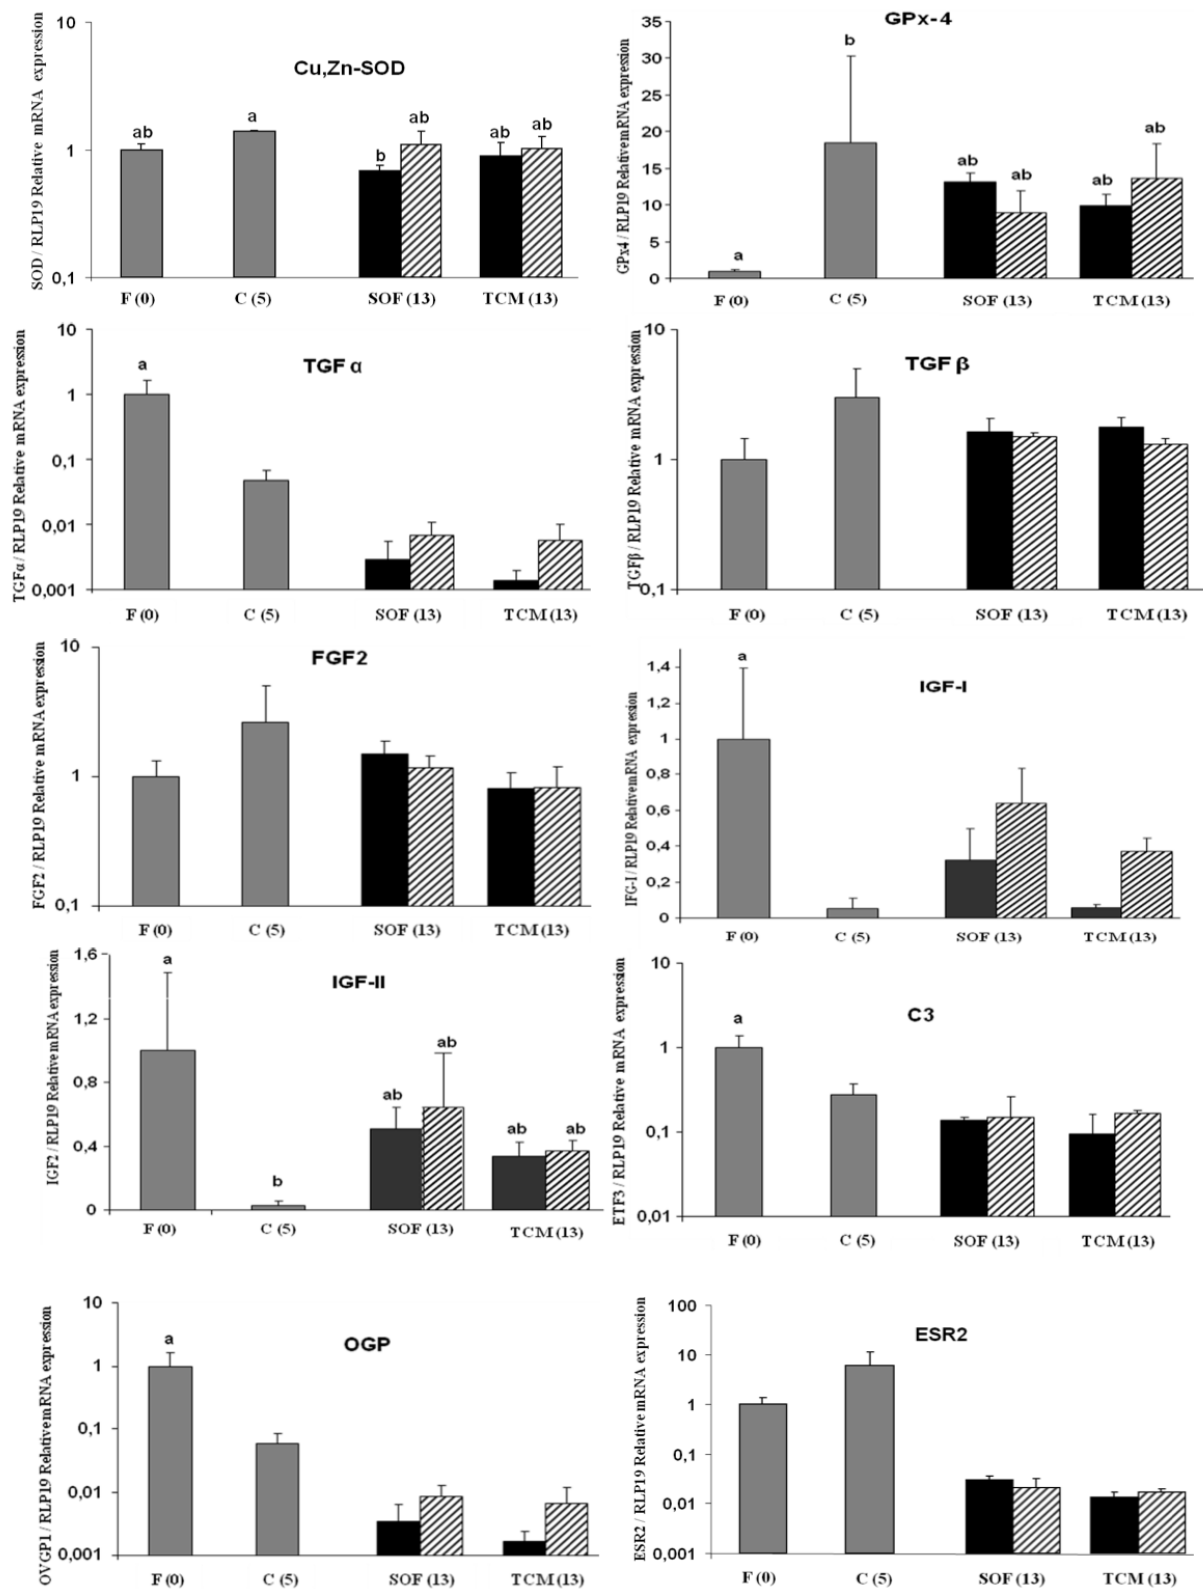 Cu,Zn-SOD
SOD / RLP19 Relative mRNA expression
10
1
0,1
ab
a
b
ab
ab
ab
F (0)
C (5)
SOF (13)
TCM (13)
GPx-4
GPx4 / RLP19 Relative mRNA expression
35
30
25
20
15
10
5
0
a
b
ab
ab
ab
ab
F (0)
C (5)
SOF (13)
TCM (13)
TGF α
TGFα / RLP19 Relative mRNA expression
10
1
0,1
0,01
0,001
a
F (0)
C (5)
SOF (13)
TCM (13)
TGF β
TGFβ / RLP19 Relative mRNA expression
10
1
0,1
F (0)
C (5)
SOF (13)
TCM (13)
FGF2
FGF2 / RLP19 Relative mRNA expression
10
1
0,1
F (0)
C (5)
SOF (13)
TCM (13)
IGF-I
IFG-I / RLP19 Relative mRNA expression
1,4
1,2
1
0,8
0,6
0,4
0,2
0
a
F (0)
C (5)
SOF (13)
TCM (13)
IGF-II
IGF2 / RLP19 Relative mRNA expression
1,6
1,2
0,8
0,4
0
a
b
ab
ab
ab
ab
F (0)
C (5)
SOF (13)
TCM (13)
C3
ETF3 / RLP19 Relative mRNA expression
10
1
0,1
0,01
a
F (0)
C (5)
SOF (13)
TCM (13)
OGP
OVGP1 / RLP19 Relative mRNA expression
10
1
0,1
0,01
0,001
a
F (0)
C (5)
SOF (13)
TCM (13)
ESR2
ESR2 / RLP19 Relative mRNA expression
100
10
1
0,1
0,01
0,001
F (0)
C (5)
SOF (13)
TCM (13)